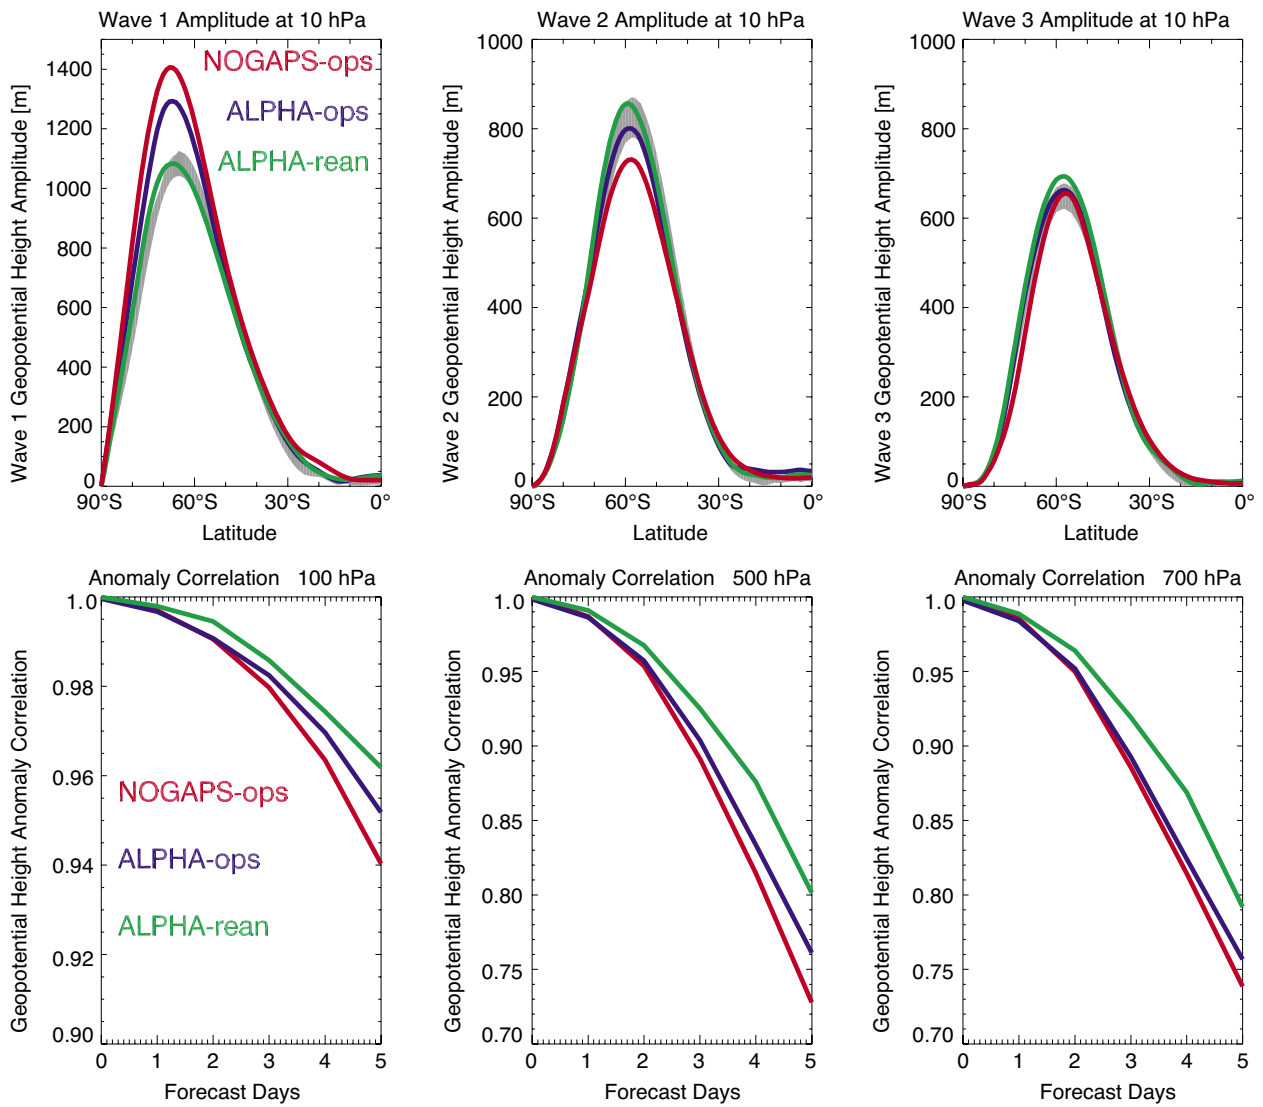 Wave 1 Amplitude at 10 hPa
Wave 1 Geopotential Height Amplitude [m]
1400
1200
1000
800
600
400
200
0
NOGAPS-ops
ALPHA-ops
ALPHA-rean
90°S
60°S
30°S
0°
Latitude
Wave 2 Amplitude at 10 hPa
Wave 2 Geopotential Height Amplitude [m]
1000
800
600
400
200
0
90°S
60°S
30°S
0°
Latitude
Wave 3 Amplitude at 10 hPa
Wave 3 Geopotential Height Amplitude [m]
1000
800
600
400
200
0
90°S
60°S
30°S
0°
Latitude
Anomaly Correlation 100 hPa
Geopotential Height Anomaly Correlation
1.0
0.98
0.96
0.94
0.92
0.90
NOGAPS-ops
ALPHA-ops
ALPHA-rean
0 1 2 3 4 5
Forecast Days
Anomaly Correlation 500 hPa
Geopotential Height Anomaly Correlation
1.0
0.95
0.90
0.85
0.80
0.75
0.70
0 1 2 3 4 5
Forecast Days
Anomaly Correlation 700 hPa
Geopotential Height Anomaly Correlation
1.0
0.95
0.90
0.85
0.80
0.75
0.70
0 1 2 3 4 5
Forecast Days